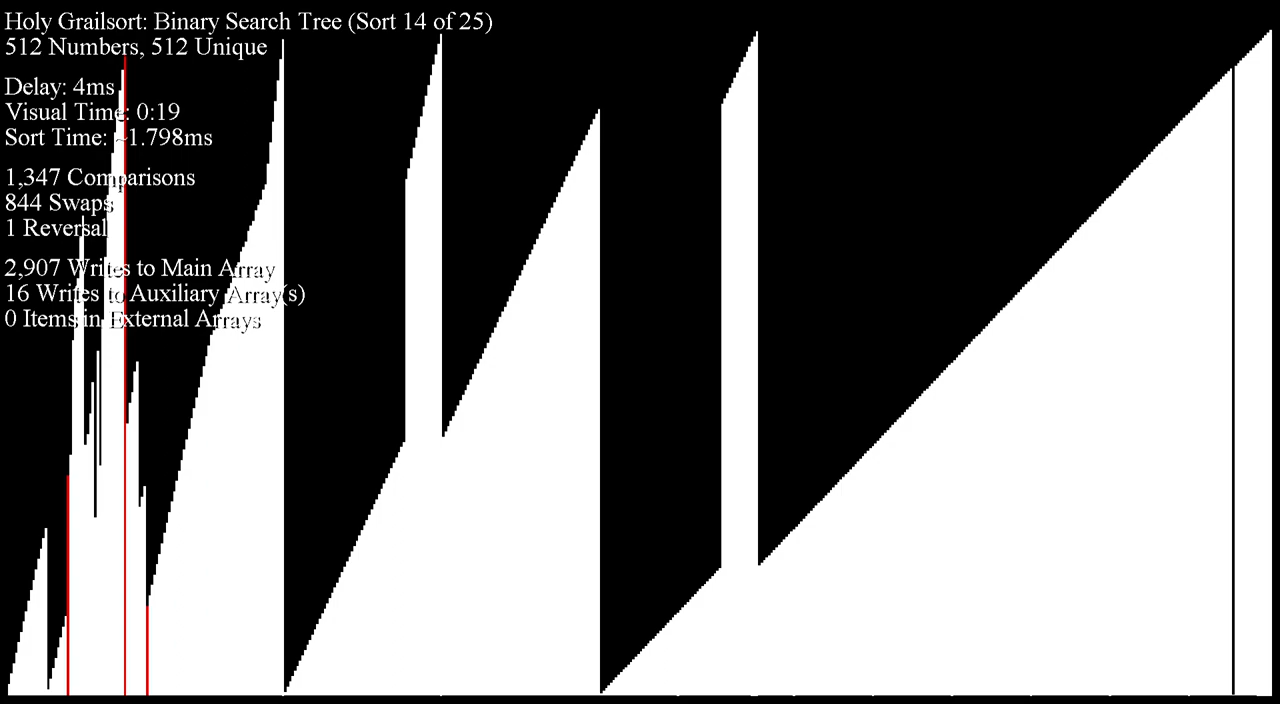 Holy Grailsort: Binary Search Tree (Sort 14 of 25)
512 Numbers, 512 Unique
Delay: 4ms
Visual Time: 0:19
Sort Time: ~1.798ms
1,347 Comparisons
844 Swaps
1 Reversal
2,907 Writes to Main Array
16 Writes to Auxiliary Array(s)
0 Items in External Arrays